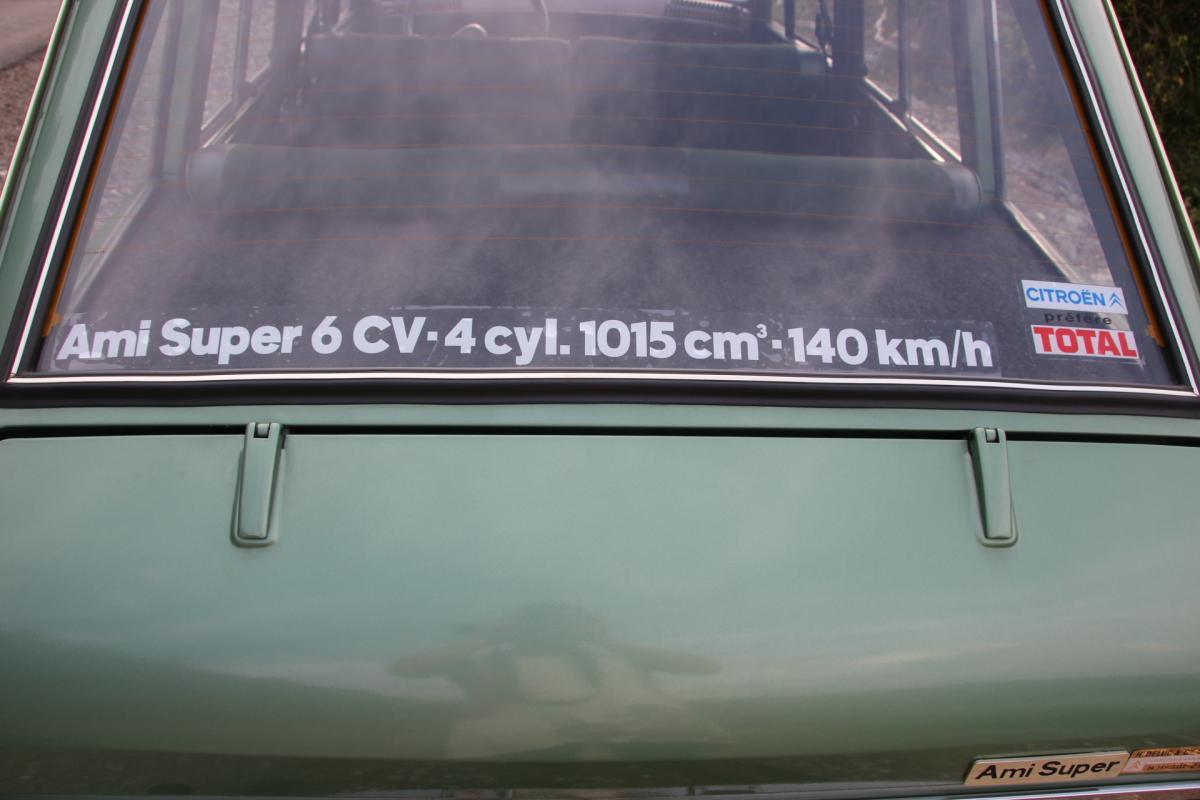 Ami Super 6 CV · 4 cyl. 1015 cm³ · 140 km/h
CITROËN
préfère
TOTAL
Ami Super